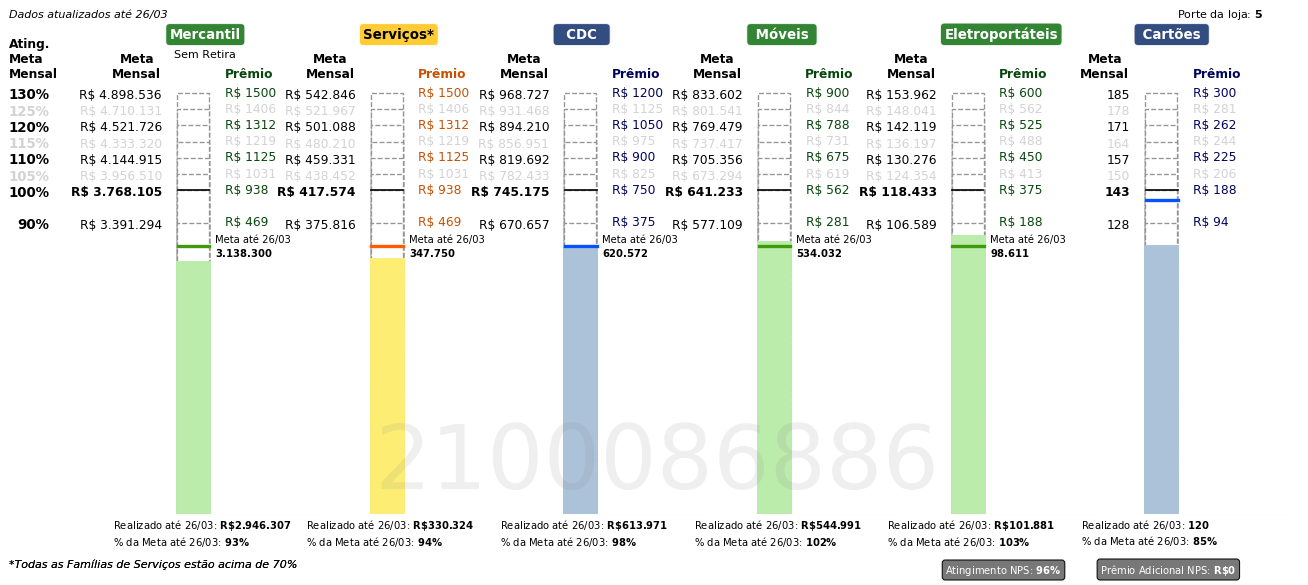 Dados atualizados até 26/03
Porte da loja: 5
Mercantil Serviços* CDC Móveis Eletroportáteis Cartões
Sem Retira
Ating. Meta Mensal
Meta Mensal Prêmio Meta Mensal Prêmio Meta Mensal Prêmio Meta Mensal Prêmio Meta Mensal Prêmio Meta Mensal Prêmio
130% R$ 4.898.536 R$ 1500 R$ 542.846 R$ 1500 R$ 968.727 R$ 1200 R$ 833.602 R$ 900 R$ 153.962 R$ 600 185 R$ 300
125% R$ 4.710.131 R$ 1406 R$ 521.967 R$ 1406 R$ 931.468 R$ 1125 R$ 801.541 R$ 844 R$ 148.041 R$ 562 178 R$ 281
120% R$ 4.521.726 R$ 1312 R$ 501.088 R$ 1312 R$ 894.210 R$ 1050 R$ 769.479 R$ 788 R$ 142.119 R$ 525 171 R$ 262
115% R$ 4.333.320 R$ 1219 R$ 480.210 R$ 1219 R$ 856.951 R$ 975 R$ 737.417 R$ 731 R$ 136.197 R$ 488 164 R$ 244
110% R$ 4.144.915 R$ 1125 R$ 459.331 R$ 1125 R$ 819.692 R$ 900 R$ 705.356 R$ 675 R$ 130.276 R$ 450 157 R$ 225
105% R$ 3.956.510 R$ 1031 R$ 438.452 R$ 1031 R$ 782.433 R$ 825 R$ 673.294 R$ 619 R$ 124.354 R$ 413 150 R$ 206
100% R$ 3.768.105 R$ 938 R$ 417.574 R$ 938 R$ 745.175 R$ 750 R$ 641.233 R$ 562 R$ 118.433 R$ 375 143 R$ 188
90% R$ 3.391.294 R$ 469 R$ 375.816 R$ 469 R$ 670.657 R$ 375 R$ 577.109 R$ 281 R$ 106.589 R$ 188 128 R$ 94
Meta até 26/03 Meta até 26/03 Meta até 26/03 Meta até 26/03 Meta até 26/03
3.138.300 347.750 620.572 534.032 98.611
21000086886
Realizado até 26/03: R$2.946.307 Realizado até 26/03: R$330.324 Realizado até 26/03: R$613.971 Realizado até 26/03: R$544.991 Realizado até 26/03: R$101.881 Realizado até 26/03: 120
% da Meta até 26/03: 93% % da Meta até 26/03: 94% % da Meta até 26/03: 98% % da Meta até 26/03: 102% % da Meta até 26/03: 103% % da Meta até 26/03: 85%
*Todas as Famílias de Serviços estão acima de 70%
Atingimento NPS: 96% Prêmio Adicional NPS: R$0